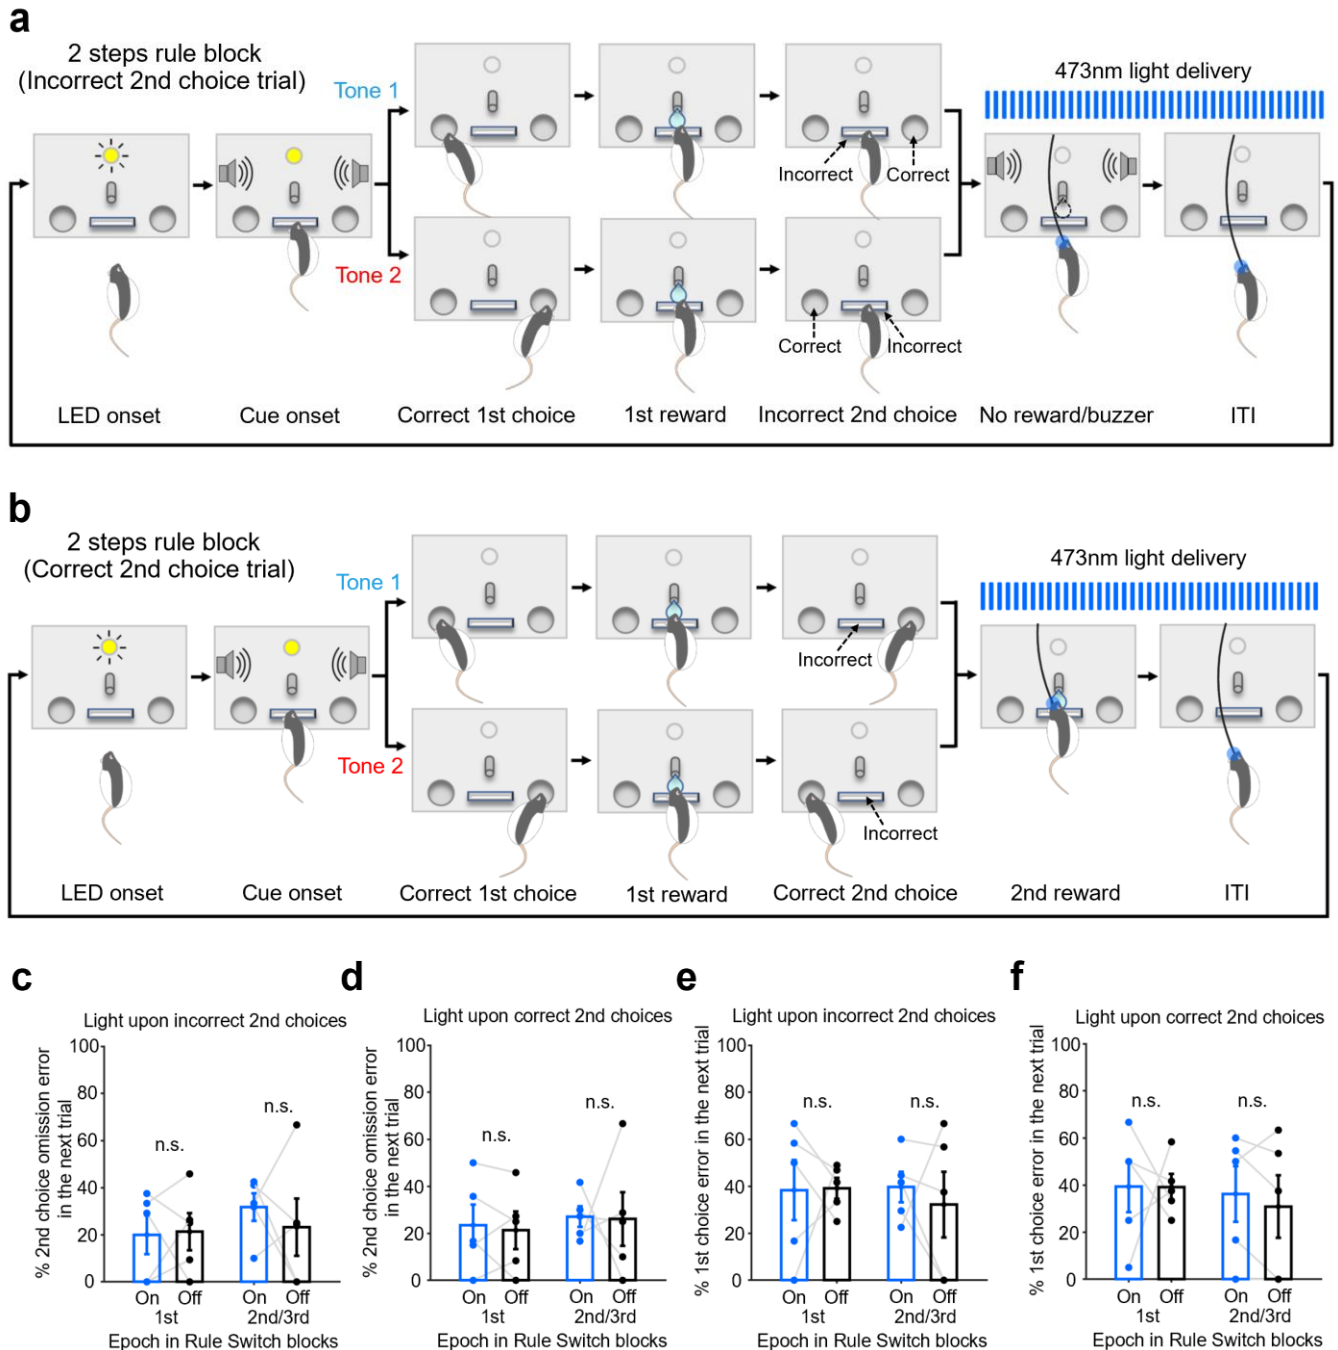 a
2 steps rule block
(Incorrect 2nd choice trial)
Tone 1
473nm light delivery
Incorrect
Correct
Tone 2
Correct
Incorrect
LED onset
Cue onset
Correct 1st choice
1st reward
Incorrect 2nd choice
No reward/buzzer
ITI
b
2 steps rule block
(Correct 2nd choice trial)
Tone 1
473nm light delivery
Incorrect
Tone 2
Incorrect
LED onset
Cue onset
Correct 1st choice
1st reward
Correct 2nd choice
2nd reward
ITI
c
Light upon incorrect 2nd choices
% 2nd choice omission error
in the next trial
100
80
60
40
20
0
n.s.
n.s.
On Off On Off
1st 2nd/3rd
Epoch in Rule Switch blocks
d
Light upon correct 2nd choices
% 2nd choice omission error
in the next trial
100
80
60
40
20
0
n.s.
n.s.
On Off On Off
1st 2nd/3rd
Epoch in Rule Switch blocks
e
Light upon incorrect 2nd choices
% 1st choice error in the next trial
100
80
60
40
20
0
n.s.
n.s.
On Off On Off
1st 2nd/3rd
Epoch in Rule Switch blocks
f
Light upon correct 2nd choices
% 1st choice error in the next trial
100
80
60
40
20
0
n.s.
n.s.
On Off On Off
1st 2nd/3rd
Epoch in Rule Switch blocks